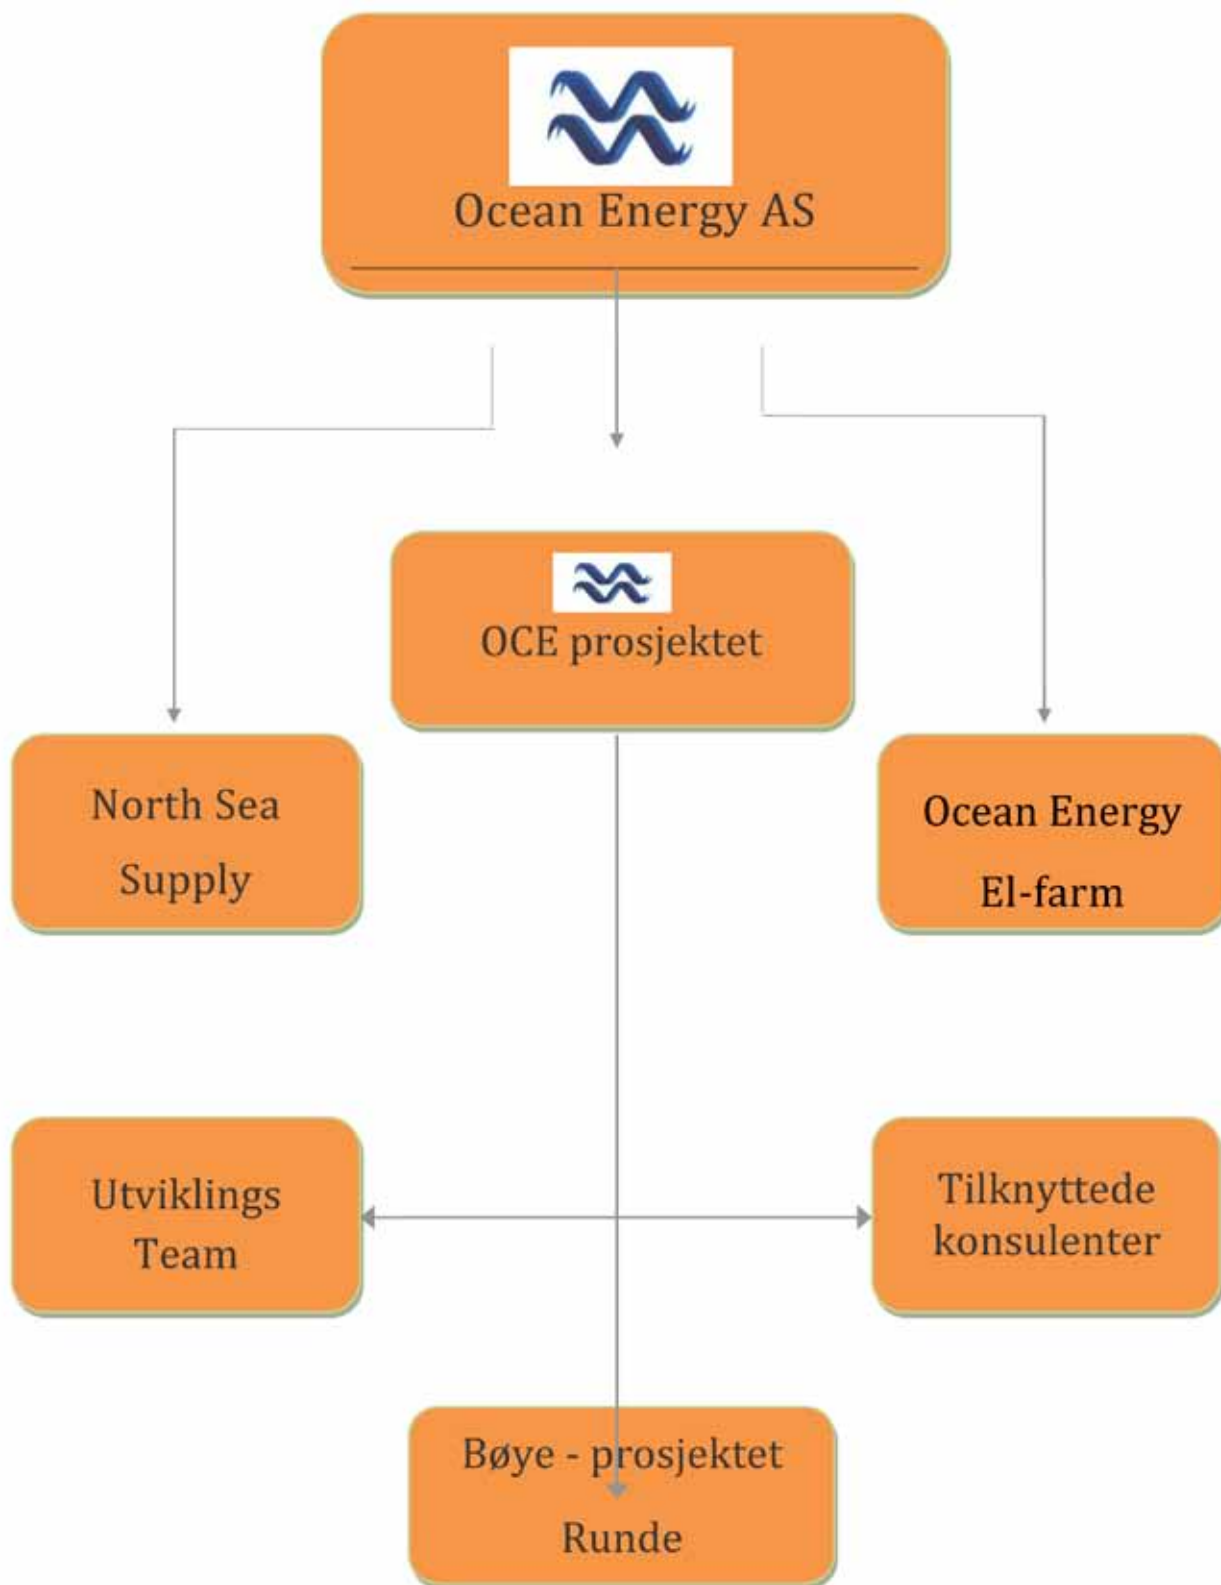 Ocean Energy AS
OCE prosjektet
North Sea
Supply
Ocean Energy
El-farm
Utviklings
Team
Tilknyttede
konsulenter
Bøye - prosjektet
Runde